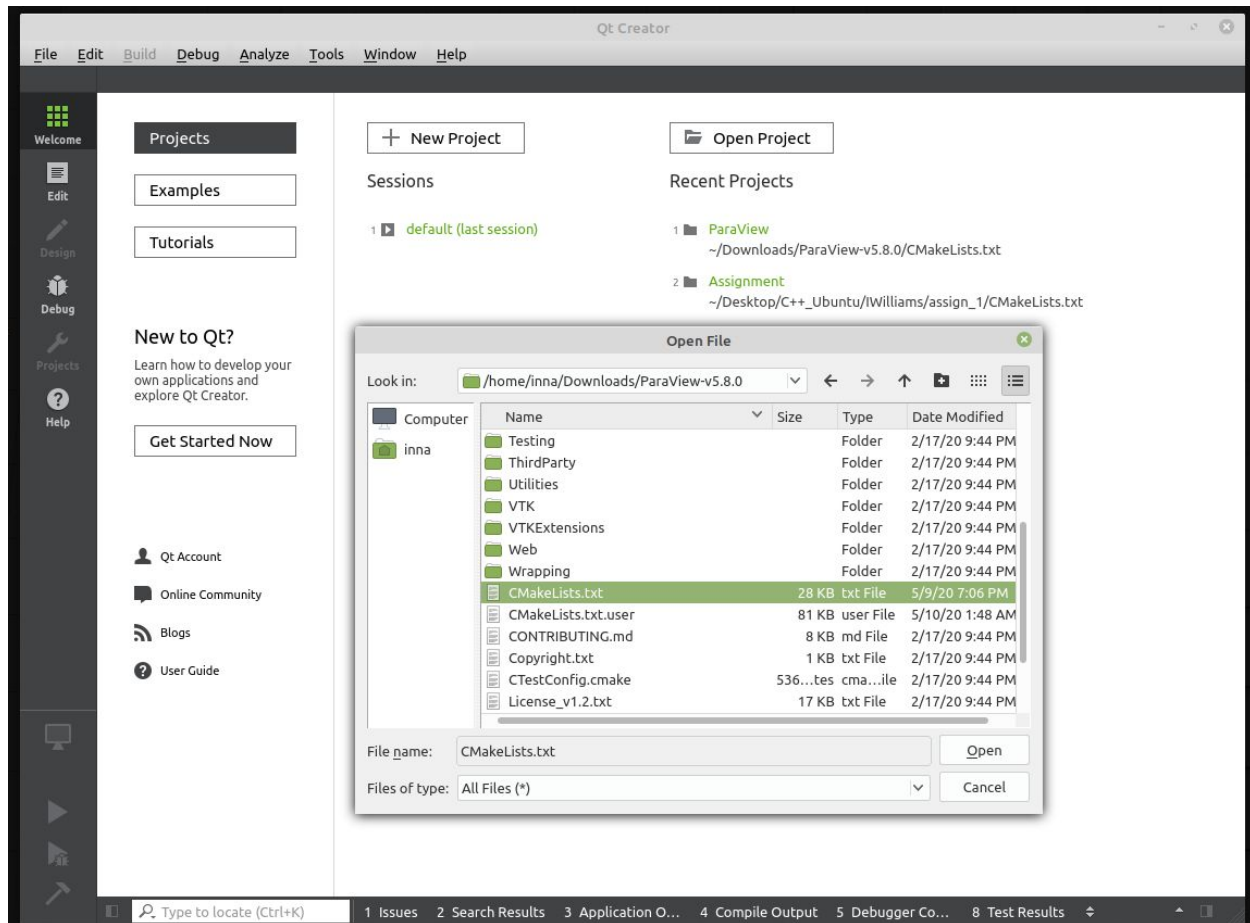 Qt Creator
File Edit Build Debug Analyze Tools Window Help
Welcome
Edit
Design
Debug
Projects
Help
Projects
Examples
Tutorials
New to Qt?
Learn how to develop your
own applications and
explore Qt Creator.
Get Started Now
Qt Account
Online Community
Blogs
User Guide
New Project
Sessions
1 default (last session)
Open Project
Recent Projects
1 ParaView
~/Downloads/ParaView-v5.8.0/CMakeLists.txt
2 Assignment
~/Desktop/C++_Ubuntu/IWilliams/assign_1/CMakeLists.txt
Open File
Look in: /home/inna/Downloads/ParaView-v5.8.0
Computer
inna
Name Size Type Date Modified
Testing Folder 2/17/20 9:44 PM
ThirdParty Folder 2/17/20 9:44 PM
Utilities Folder 2/17/20 9:44 PM
VTK Folder 2/17/20 9:44 PM
VTKExtensions Folder 2/17/20 9:44 PM
Web Folder 2/17/20 9:44 PM
Wrapping Folder 2/17/20 9:44 PM
CMakeLists.txt 28 KB txt File 5/9/20 7:06 PM
CMakeLists.txt.user 81 KB user File 5/10/20 1:48 AM
CONTRIBUTING.md 8 KB md File 2/17/20 9:44 PM
Copyright.txt 1 KB txt File 2/17/20 9:44 PM
CTestConfig.cmake 536...tes cma...ile 2/17/20 9:44 PM
License_v1.2.txt 17 KB txt File 2/17/20 9:44 PM
File name: CMakeLists.txt Open
Files of type: All Files (*) Cancel
Type to locate (Ctrl+K) 1 Issues 2 Search Results 3 Application O... 4 Compile Output 5 Debugger Co... 8 Test Results